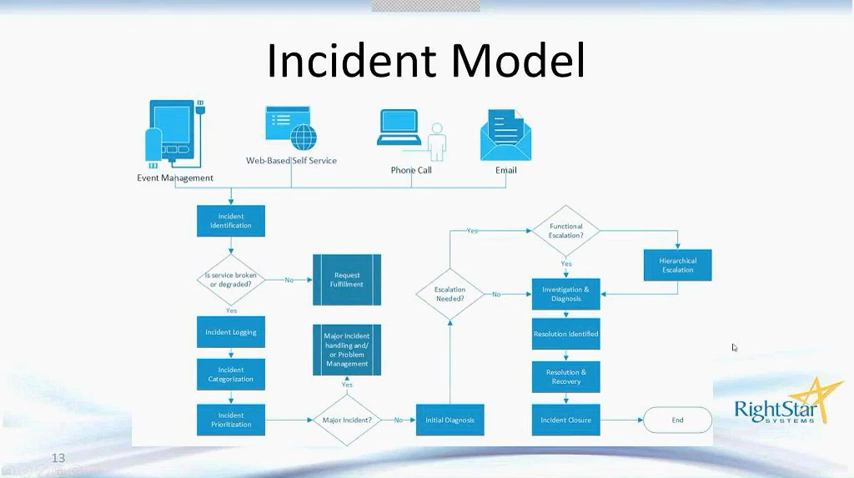 Incident Model
Event Management
Web-Based Self Service
Phone Call
Email
Incident
Identification
Is service broken
or degraded?
No
Request
Fulfillment
Yes
Incident Logging
Incident
Categorization
Incident
Prioritization
Major Incident
handling and/
or Problem
Management
Yes
Major Incident?
No
Initial Diagnosis
Escalation
Needed?
Yes
No
Functional
Escalation?
Yes
Hierarchical
Escalation
Investigation &
Diagnosis
Resolution Identified
Resolution &
Recovery
Incident Closure
End
RightStar
SYSTEMS
13